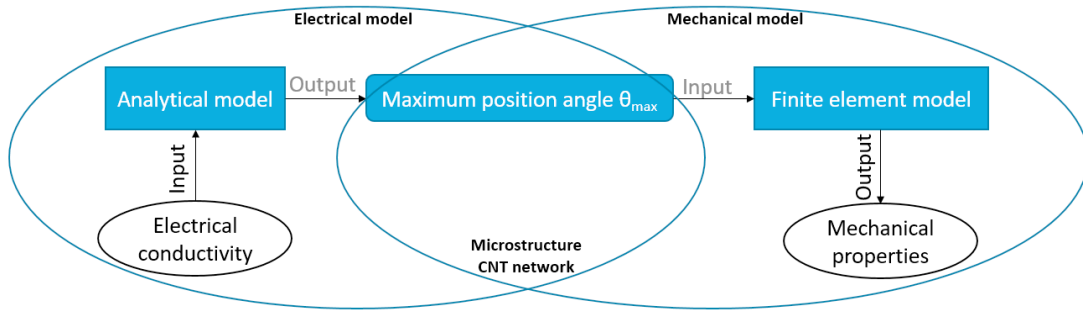 Electrical model
Mechanical model
Analytical model
Output
Maximum position angle θmax
Input
Finite element model
Input
Output
Electrical
conductivity
Microstructure
CNT network
Mechanical
properties